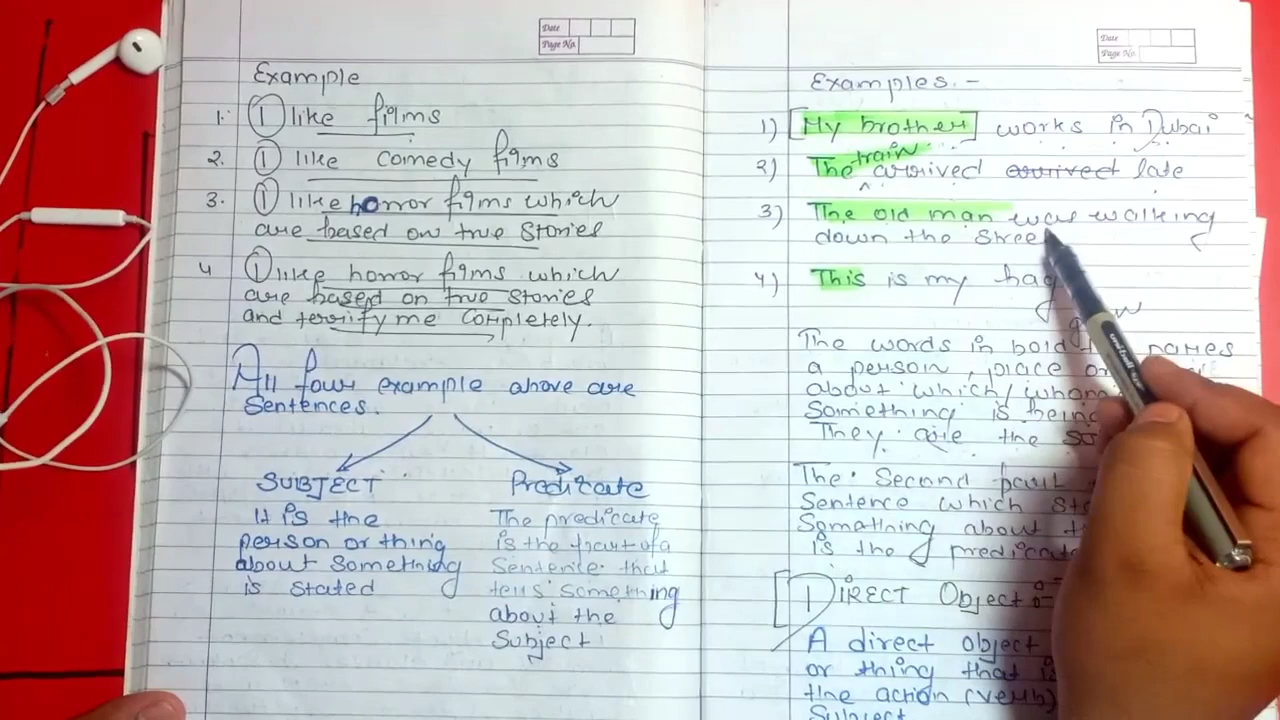 Date
Page No.
Example
1. I like films
2. I like comedy films
3. I like horror films which
are based on true stories
4 I like horror films which
are based on true stories
and terrify me completely.
All four example above are
Sentences.
SUBJECT
It is the
person or thing
about something
is stated
Predicate
The predicate
is the part of a
Sentence that
tells something
about the
Subject
Date
Page No.
Examples:-
1) My brother works in Dubai
2) The train arrived arrived late
3) The old man was walking
down the stree
4) This is my bag
The words in bold names
a person, place or
about which/whom
Something is being
They are the
The Second part
Sentence which
Somathing about
is the predicate
DIRECT Object :-
A direct object
or thing that is
the action (verb)
Subject